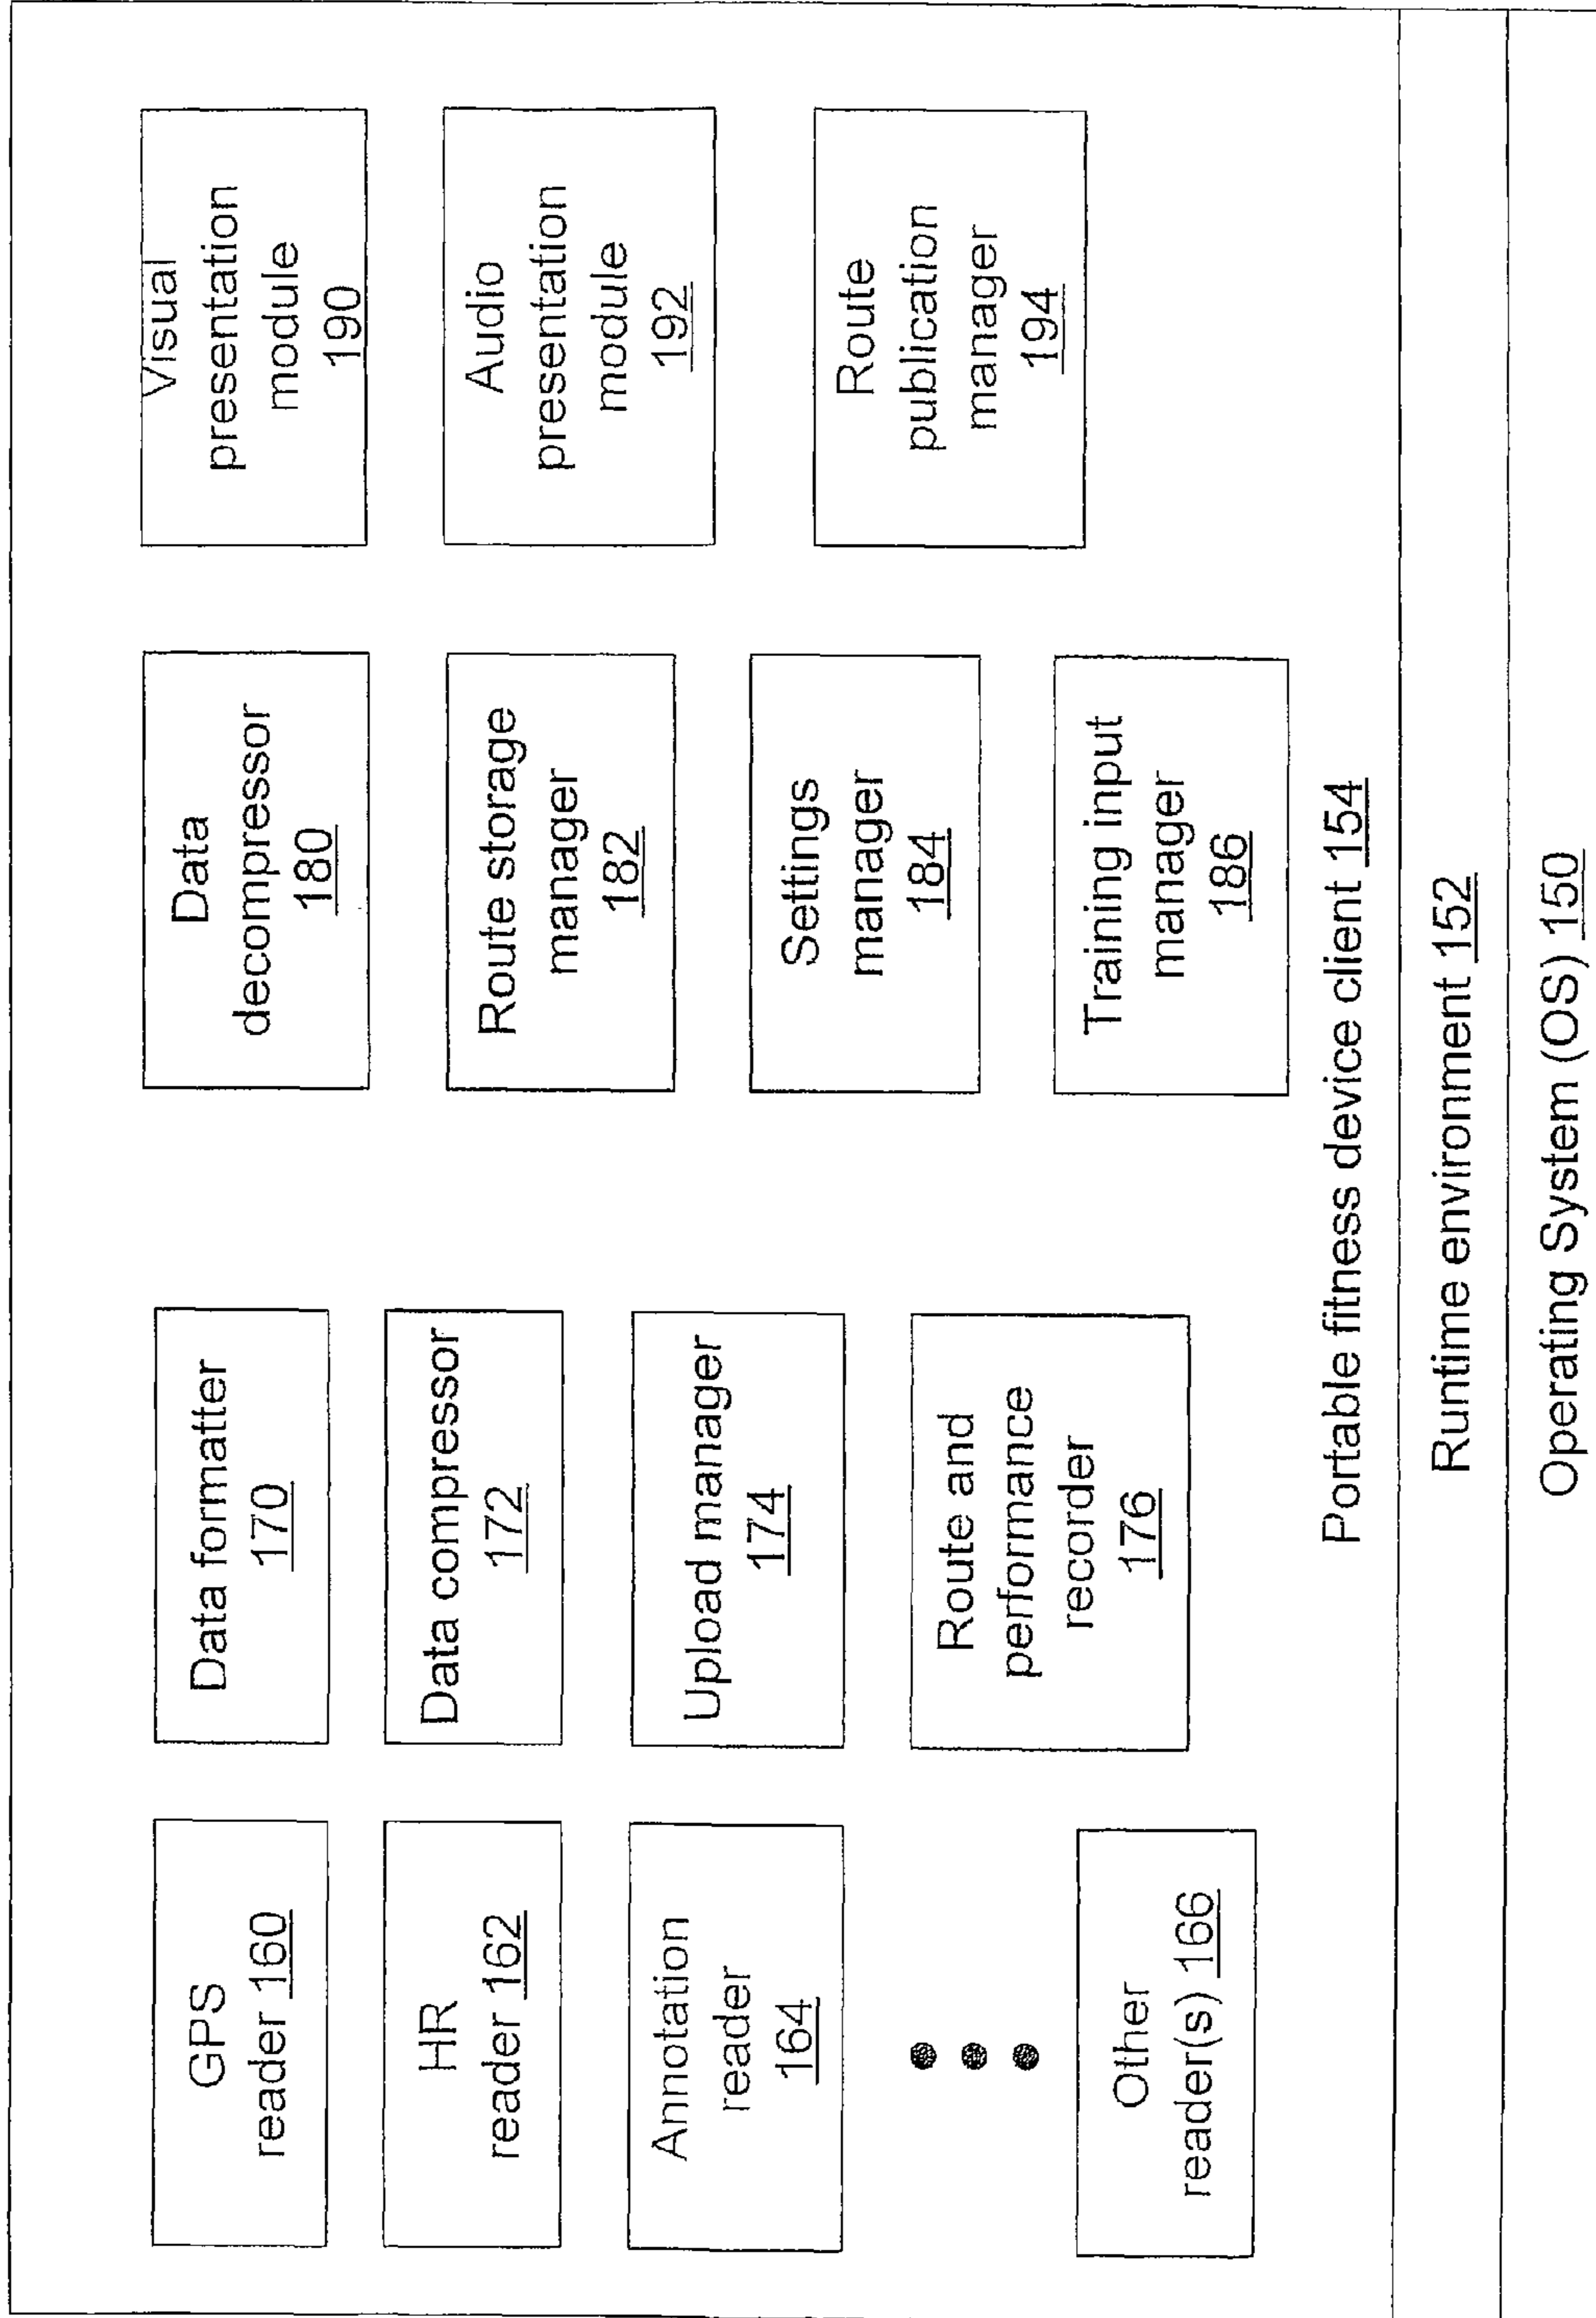 GPS
reader 160
HR
reader 162
Annotation
reader
164
Other
reader(s) 166
Data formatter
170
Data compressor
172
Upload manager
174
Route and
performance
recorder
176
Data
decompressor
180
Route storage
manager
182
Settings
manager
184
Training input
manager
186
Visual
presentation
module
190
Audio
presentation
module
192
Route
publication
manager
194
Portable fitness device client 154
Runtime environment 152
Operating System (OS) 150